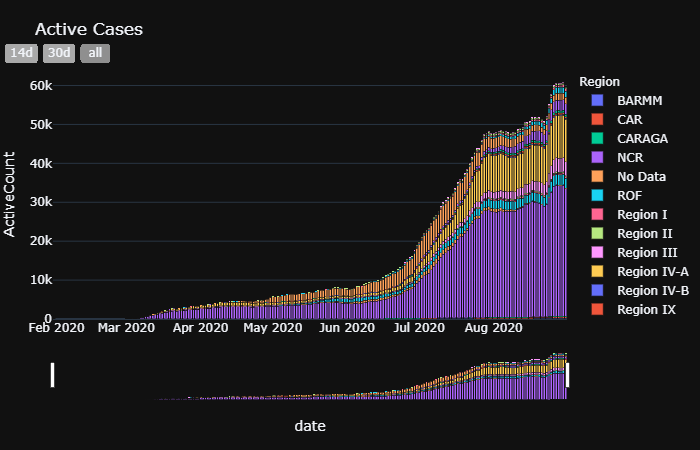 Active Cases
14d 30d all
Region
BARMM
CAR
CARAGA
NCR
No Data
ROF
Region I
Region II
Region III
Region IV-A
Region IV-B
Region IX
ActiveCount
60k
50k
40k
30k
20k
10k
0
Feb 2020 Mar 2020 Apr 2020 May 2020 Jun 2020 Jul 2020 Aug 2020
date